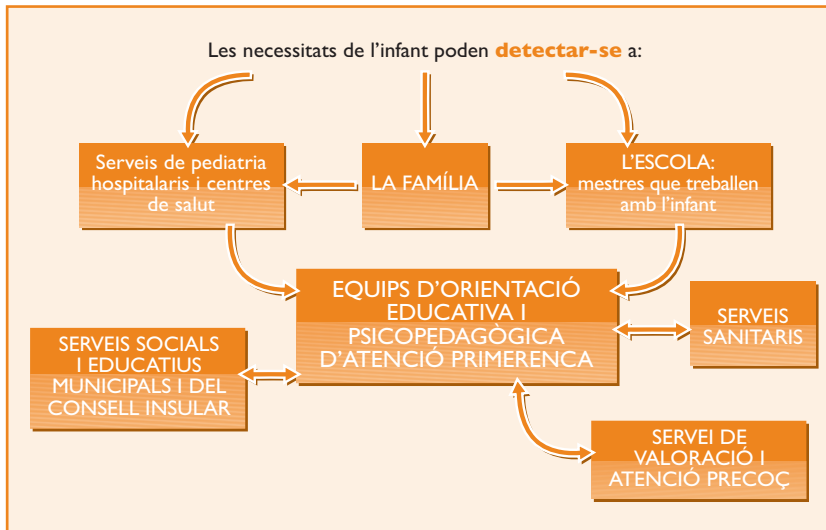 Les necessitats de l’infant poden detectar-se a:
Serveis de pediatria
hospitalaris i centres
de salut
LA FAMÍLIA
L’ESCOLA:
mestres que treballen
amb l’infant
EQUIPS D’ORIENTACIÓ
EDUCATIVA I
PSICOPEDAGÒGICA
D’ATENCIÓ PRIMERENCA
SERVEIS
SANITARIS
SERVEIS SOCIALS
I EDUCATIUS
MUNICIPALS I DEL
CONSELL INSULAR
SERVEI DE
VALORACIÓ I
ATENCIÓ PRECOÇ